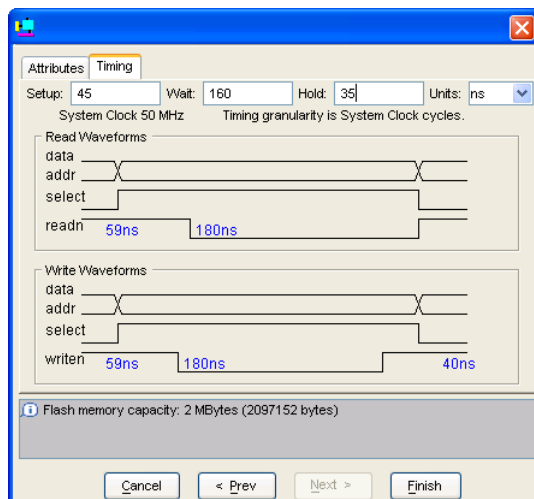 Attributes Timing
Setup: 45 Wait: 160 Hold: 35 Units: ns
System Clock 50 MHz Timing granularity is System Clock cycles.
Read Waveforms
data
addr
select
readn 59ns 180ns
Write Waveforms
data
addr
select
writen 59ns 180ns 40ns
Flash memory capacity: 2 MBytes (2097152 bytes)
Cancel < Prev Next > Finish